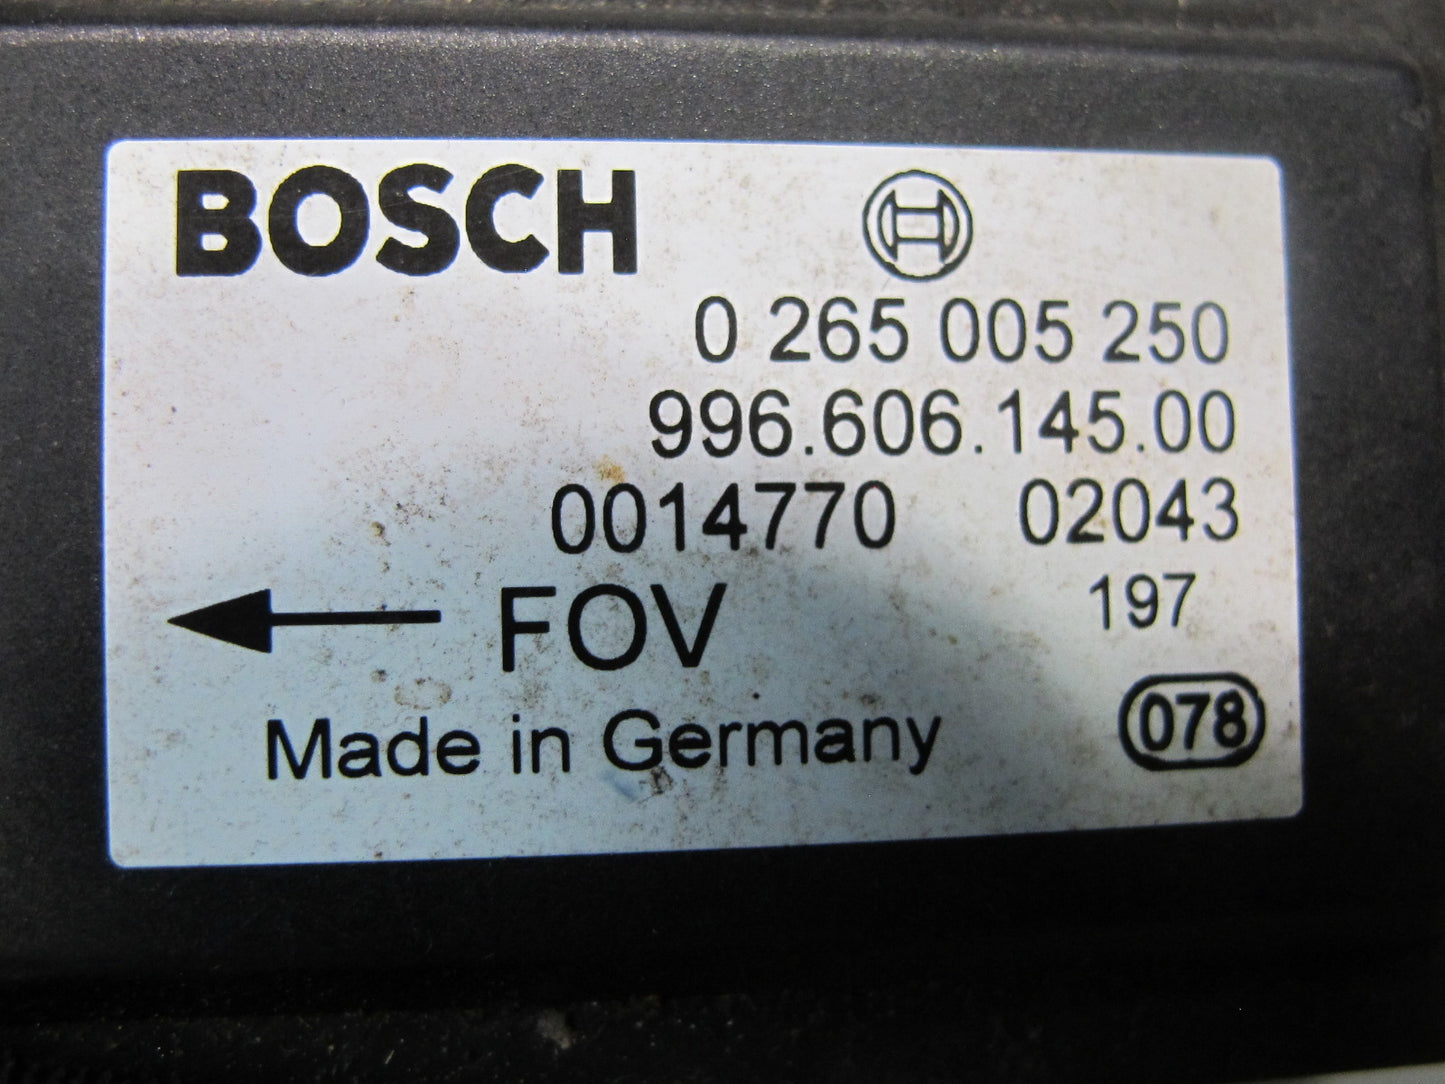 BOSCH
0 265 005 250
996.606.145.00
0014770 02043
FOV 197
Made in Germany 078